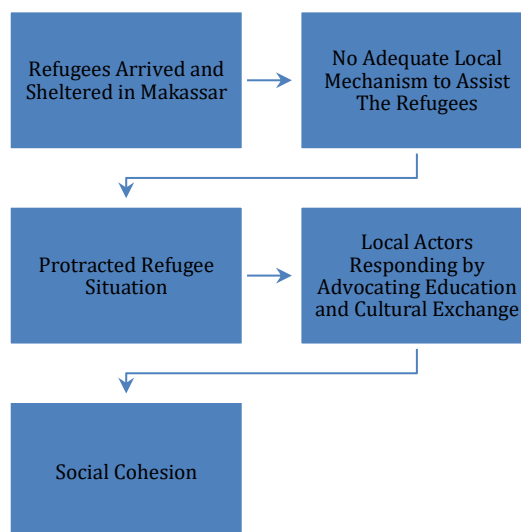 Refugees Arrived and
Sheltered in Makassar
No Adequate Local
Mechanism to Assist
The Refugees
Protracted Refugee
Situation
Local Actors
Responding by
Advocating Education
and Cultural Exchange
Social Cohesion